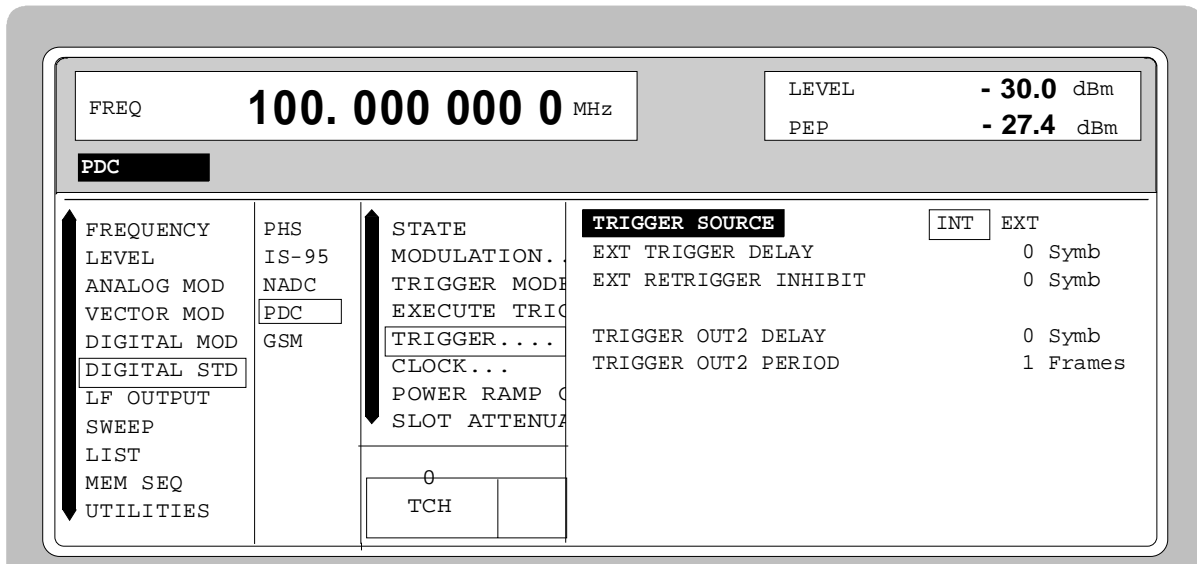 FREQ 100. 000 000 0 MHz
LEVEL - 30.0 dBm
PEP - 27.4 dBm
PDC
FREQUENCY
LEVEL
ANALOG MOD
VECTOR MOD
DIGITAL MOD
DIGITAL STD
LF OUTPUT
SWEEP
LIST
MEM SEQ
UTILITIES
PHS
IS-95
NADC
PDC
GSM
STATE
MODULATION..
TRIGGER MODE
EXECUTE TRIG
TRIGGER....
CLOCK...
POWER RAMP C
SLOT ATTENUA
0
TCH
TRIGGER SOURCE INT EXT
EXT TRIGGER DELAY 0 Symb
EXT RETRIGGER INHIBIT 0 Symb
TRIGGER OUT2 DELAY 0 Symb
TRIGGER OUT2 PERIOD 1 Frames